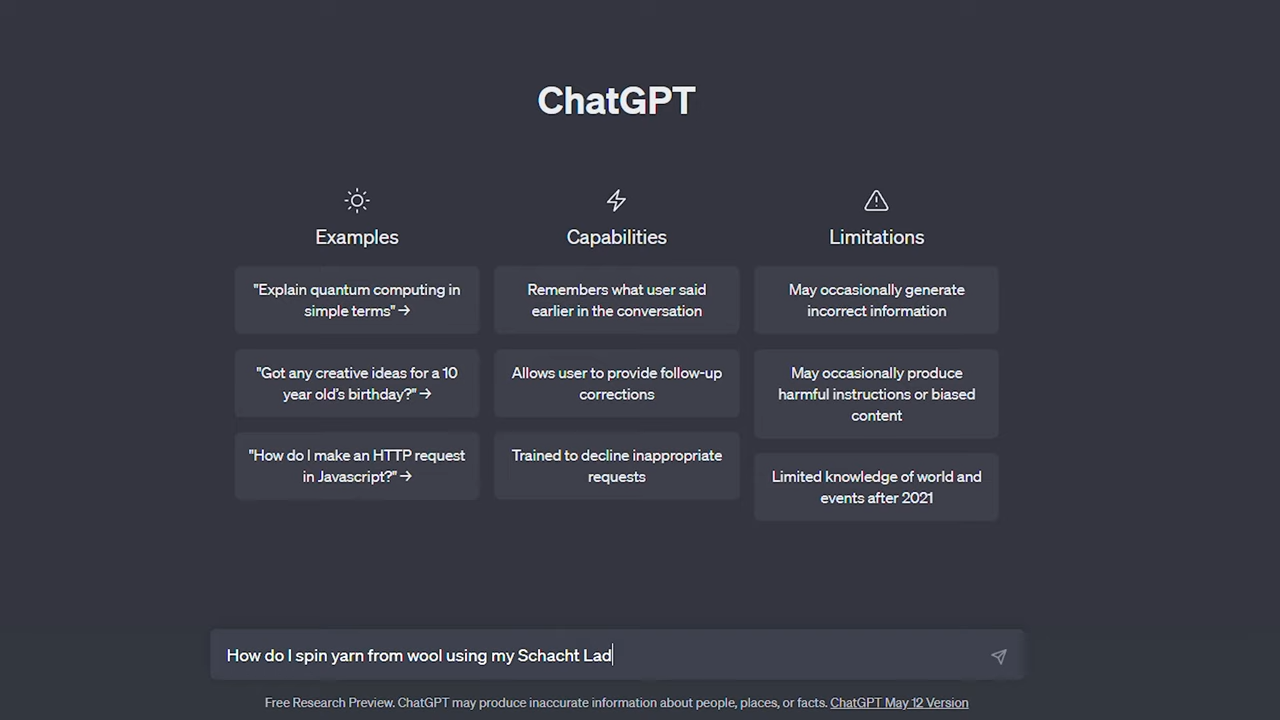 ChatGPT
Examples
"Explain quantum computing in
simple terms" →
"Got any creative ideas for a 10
year old's birthday?" →
"How do I make an HTTP request
in Javascript?" →
Capabilities
Remembers what user said
earlier in the conversation
Allows user to provide follow-up
corrections
Trained to decline inappropriate
requests
Limitations
May occasionally generate
incorrect information
May occasionally produce
harmful instructions or biased
content
Limited knowledge of world and
events after 2021
How do I spin yarn from wool using my Schacht Lad
Free Research Preview. ChatGPT may produce inaccurate information about people, places, or facts. ChatGPT May 12 Version